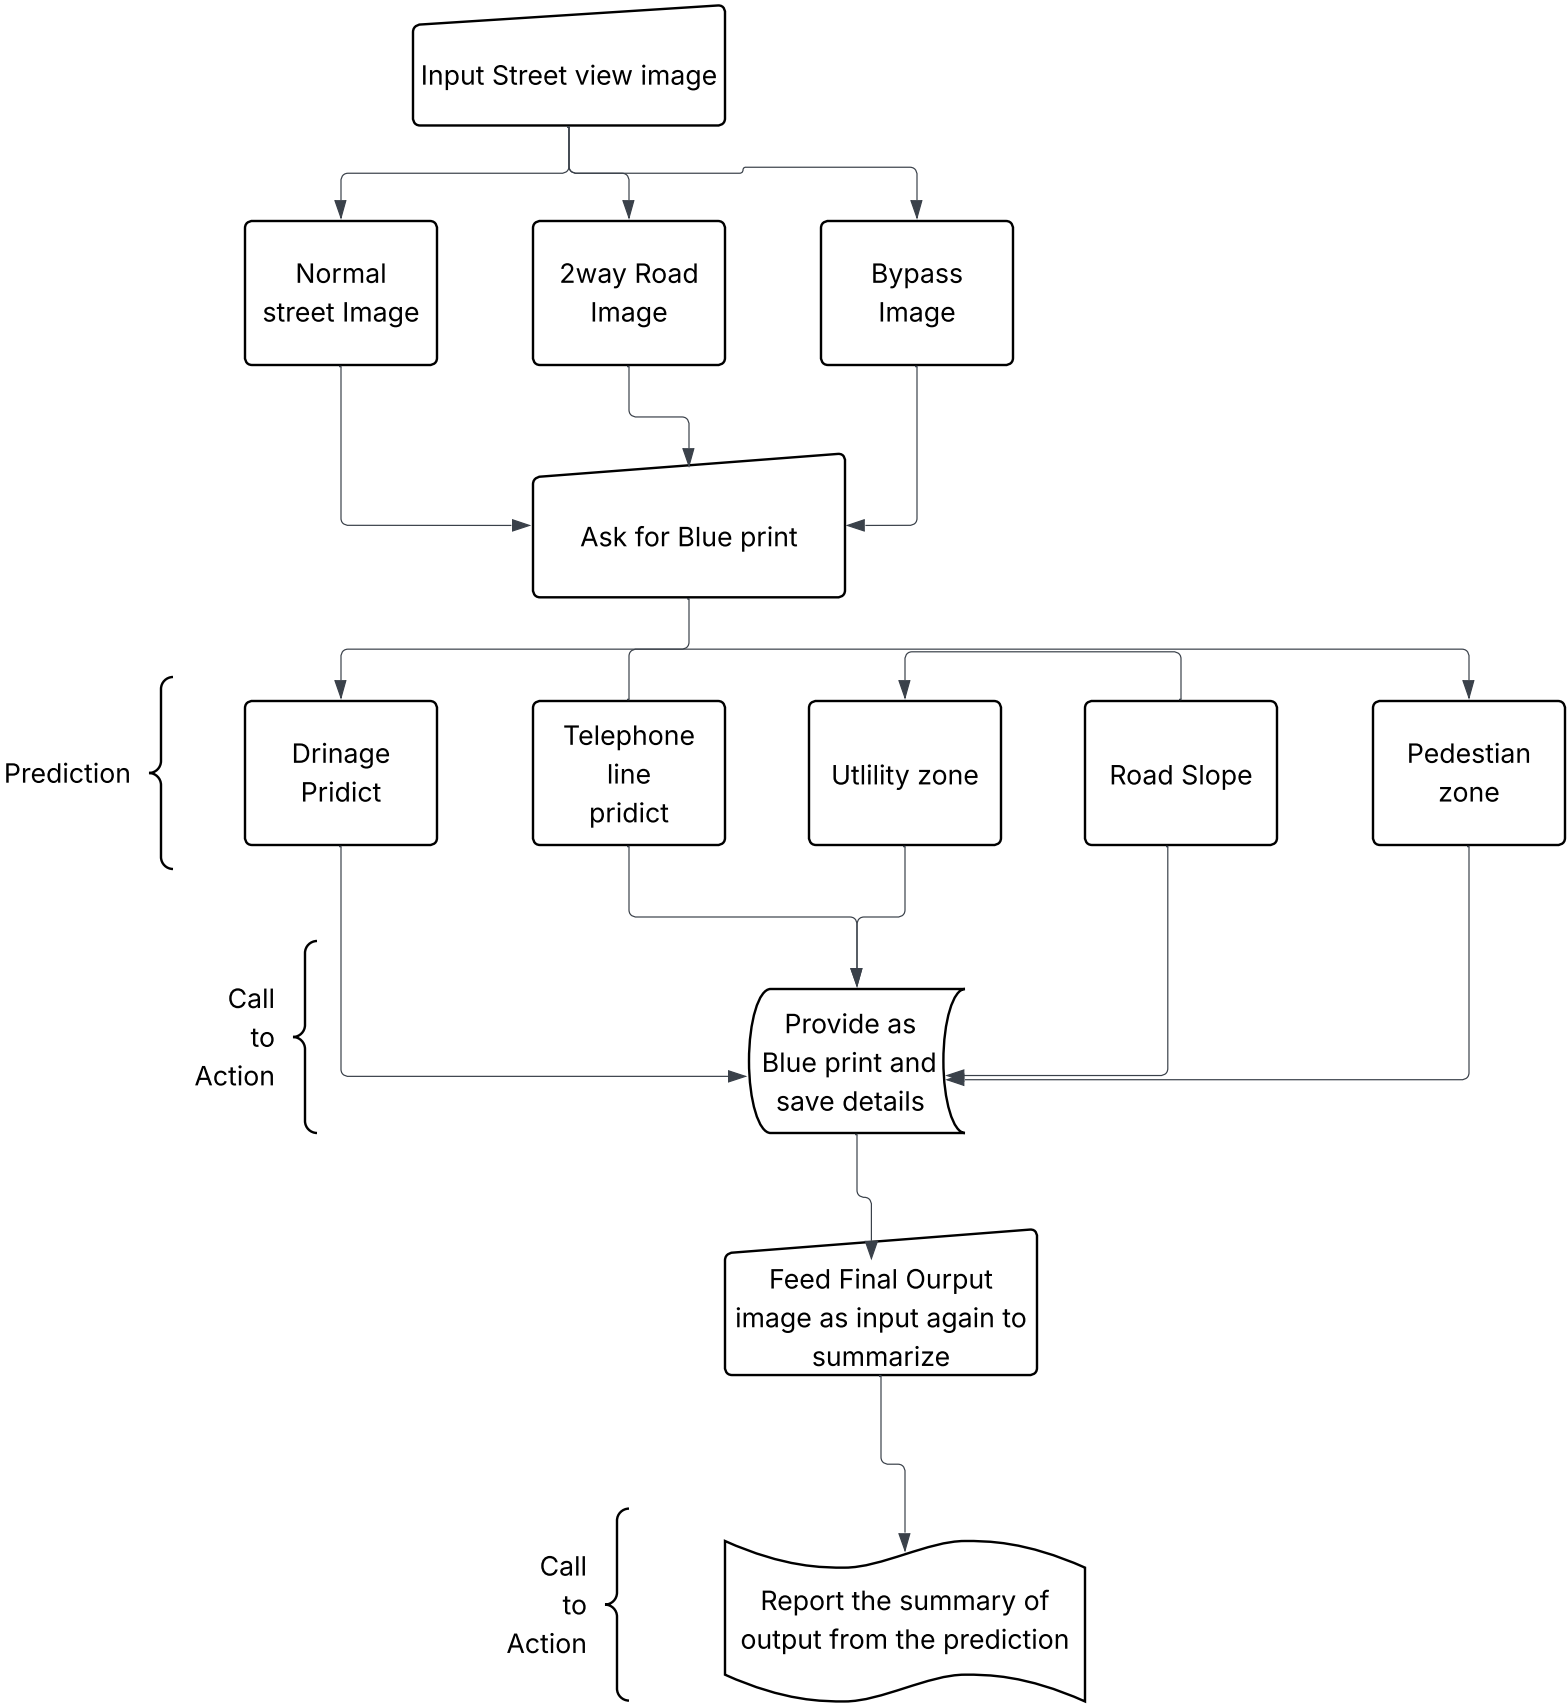 Input Street view image
Normal
street Image
2way Road
Image
Bypass
Image
Ask for Blue print
Prediction
Drinage
Pridict
Telephone
line
pridict
Utlility zone
Road Slope
Pedestian
zone
Call
to
Action
Provide as
Blue print and
save details
Feed Final Ourput
image as input again to
summarize
Call
to
Action
Report the summary of
output from the prediction